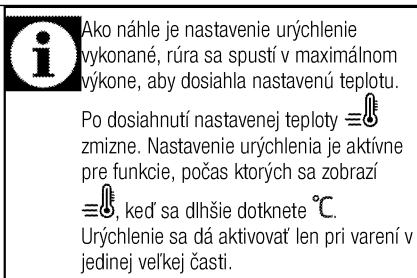 Ako náhle je nastavenie urýchlenie
vykonané, rúra sa spustí v maximálnom
výkone, aby dosiahla nastavenú teplotu.
Po dosiahnutí nastavenej teploty
zmizne. Nastavenie urýchlenia je aktívne
pre funkcie, počas ktorých sa zobrazí
, keď sa dlhšie dotknete °C.
Urýchlenie sa dá aktivovať len pri varení v
jedinej veľkej časti.